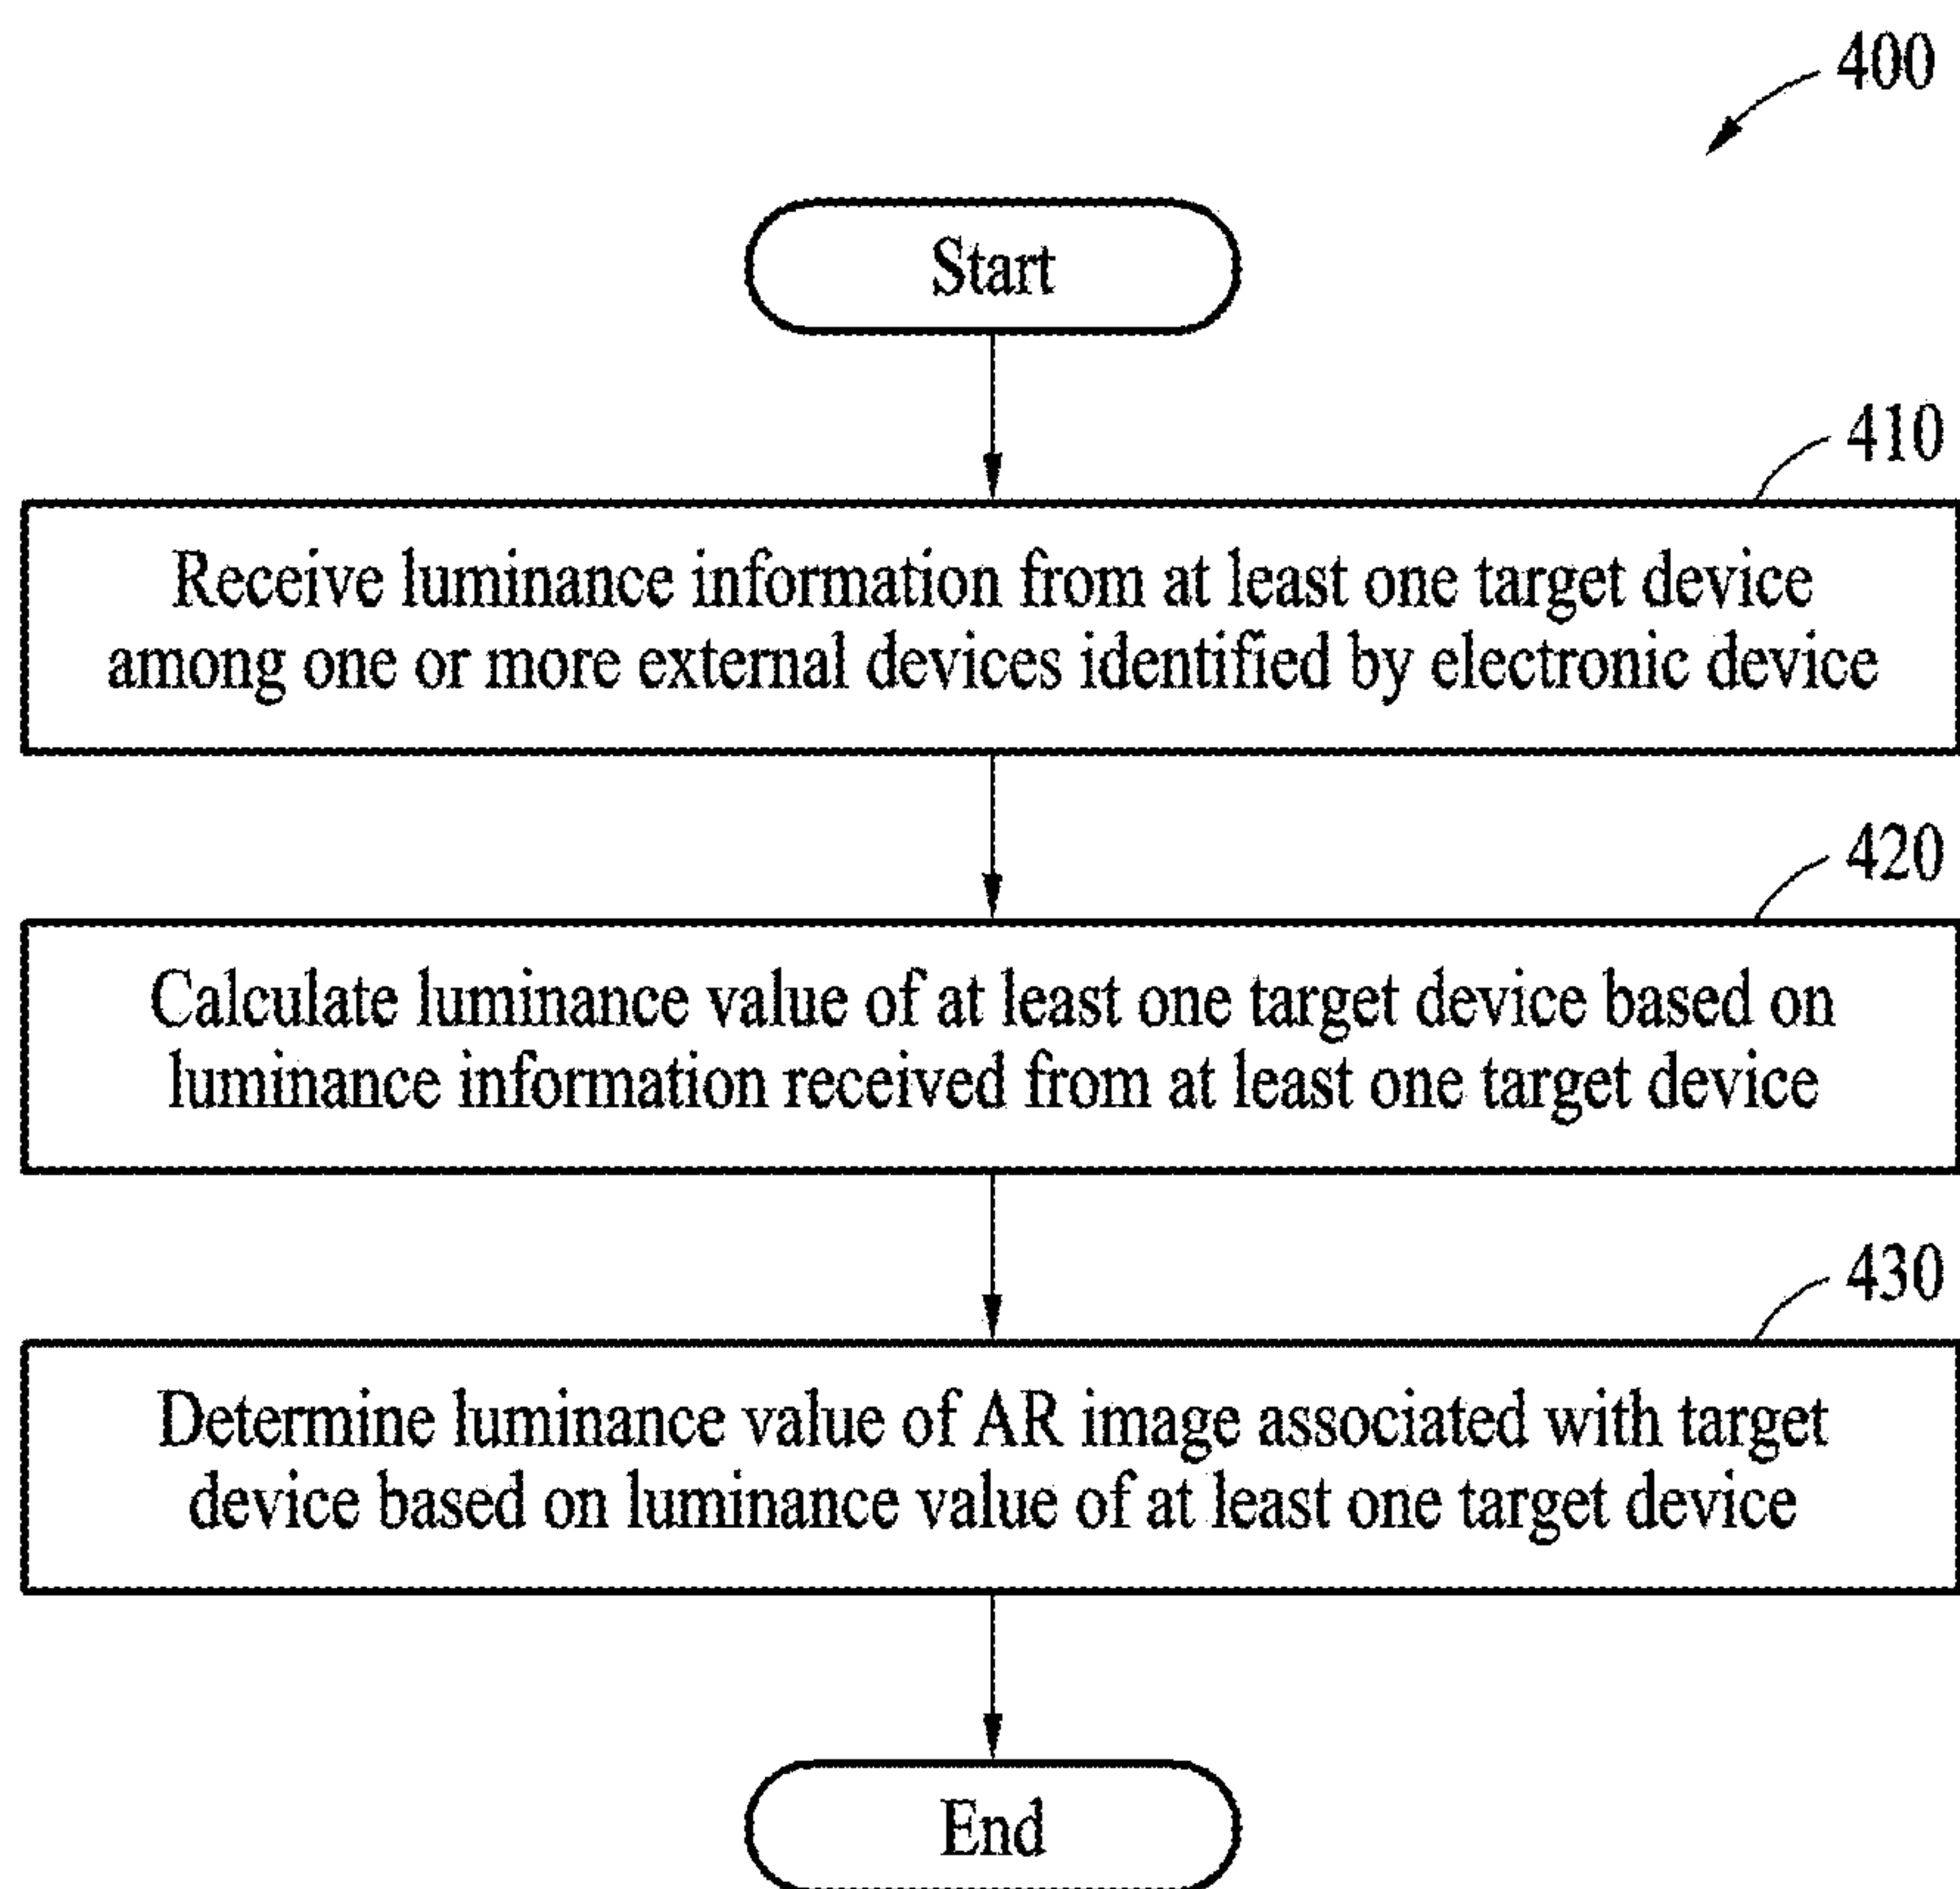 400
Start
410
Receive luminance information from at least one target device
among one or more external devices identified by electronic device
420
Calculate luminance value of at least one target device based on
luminance information received from at least one target device
430
Determine luminance value of AR image associated with target
device based on luminance value of at least one target device
End